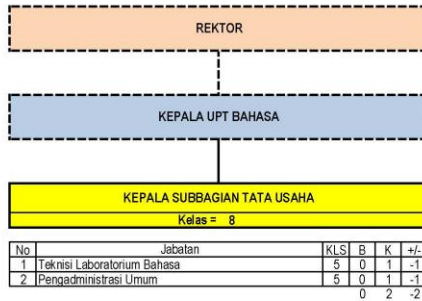 REKTOR
KEPALA UPT BAHASA
KEPALA SUBBAGIAN TATA USAHA
Kelas = 8
No Jabatan KLS B K +/-
1 Teknisi Laboratorium Bahasa 5 0 1 -1
2 Pengadministrasi Umum 5 0 1 -1
0 2 -2